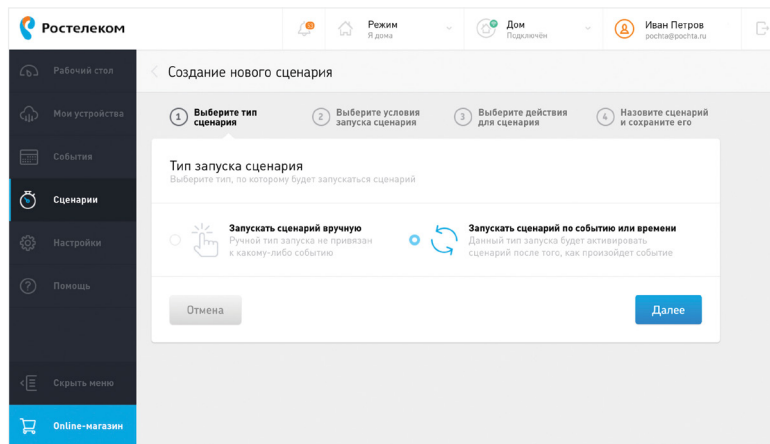 Ростелеком
Режим
Я дома
Дом
Подключён
Иван Петров
pochta@pochta.ru
Рабочий стол
Мои устройства
События
Сценарии
Настройки
Помощь
Скрыть меню
Online-магазин
Создание нового сценария
1 Выберите тип
сценария
2 Выберите условия
запуска сценария
3 Выберите действия
для сценария
4 Назовите сценарий
и сохраните его
Тип запуска сценария
Выберите тип, по которому будет запускаться сценарий
Запускать сценарий вручную
Ручной тип запуска не привязан
к какому-либо событию
Запускать сценарий по событию или времени
Данный тип запуска будет активировать
сценарий после того, как произойдет событие
Отмена
Далее